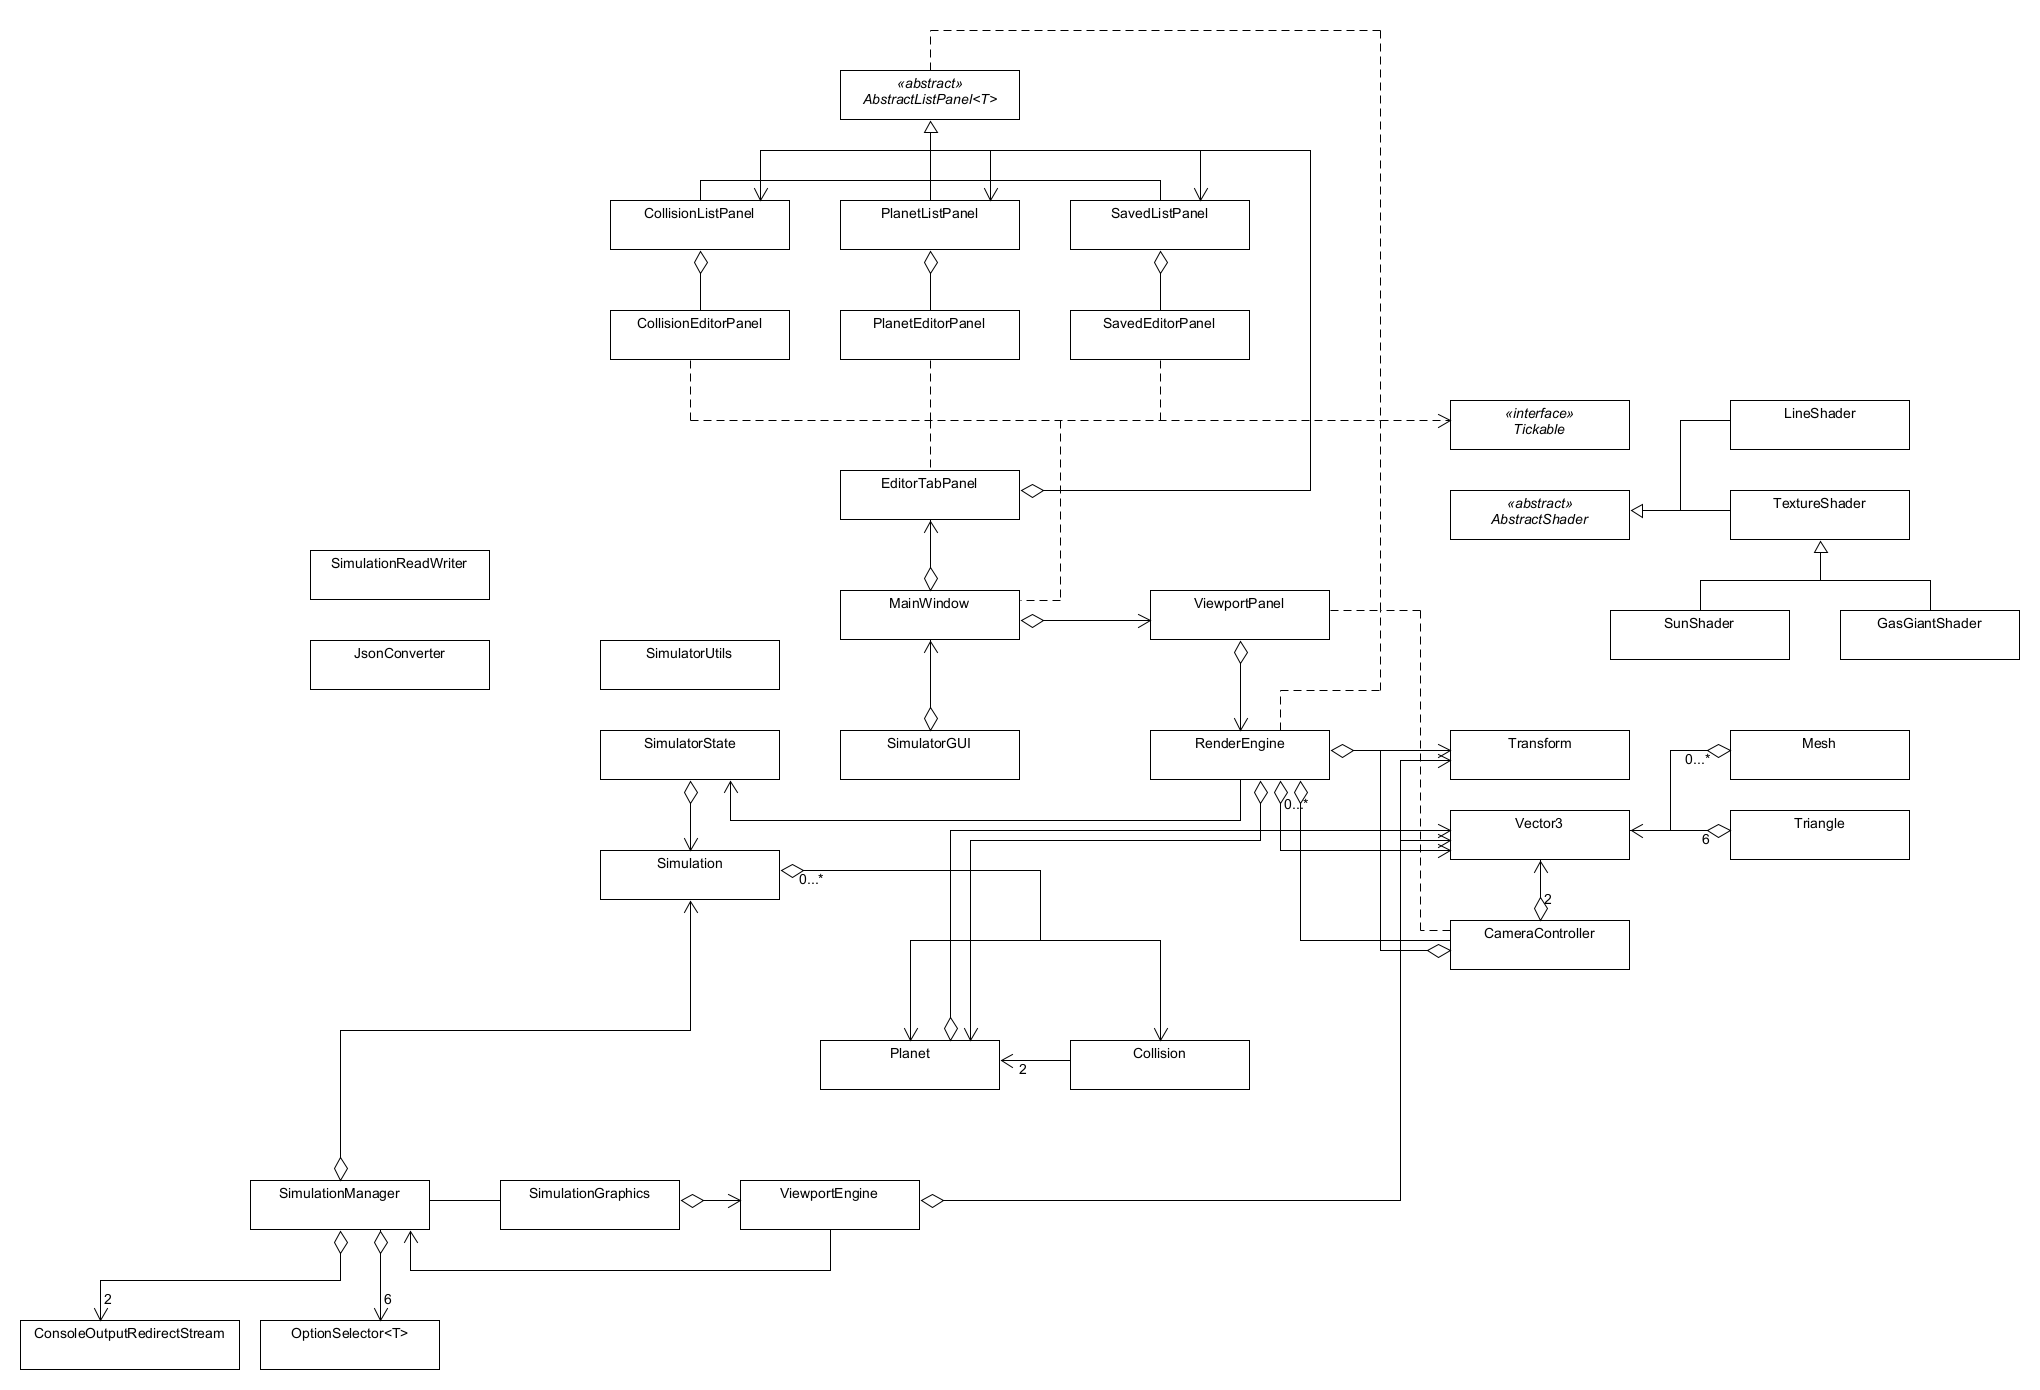 «abstract»
AbstractListPanel<T>
CollisionListPanel
PlanetListPanel
SavedListPanel
CollisionEditorPanel
PlanetEditorPanel
SavedEditorPanel
«interface»
Tickable
LineShader
EditorTabPanel
«abstract»
AbstractShader
TextureShader
SimulationReadWriter
MainWindow
ViewportPanel
SunShader
GasGiantShader
JsonConverter
SimulatorUtils
SimulatorState
SimulatorGUI
RenderEngine
Transform
Mesh
0...*
0...*
Vector3
Triangle
6
Simulation
0...*
2
CameraController
Planet
Collision
2
SimulationManager
SimulationGraphics
ViewportEngine
2
6
ConsoleOutputRedirectStream
OptionSelector<T>